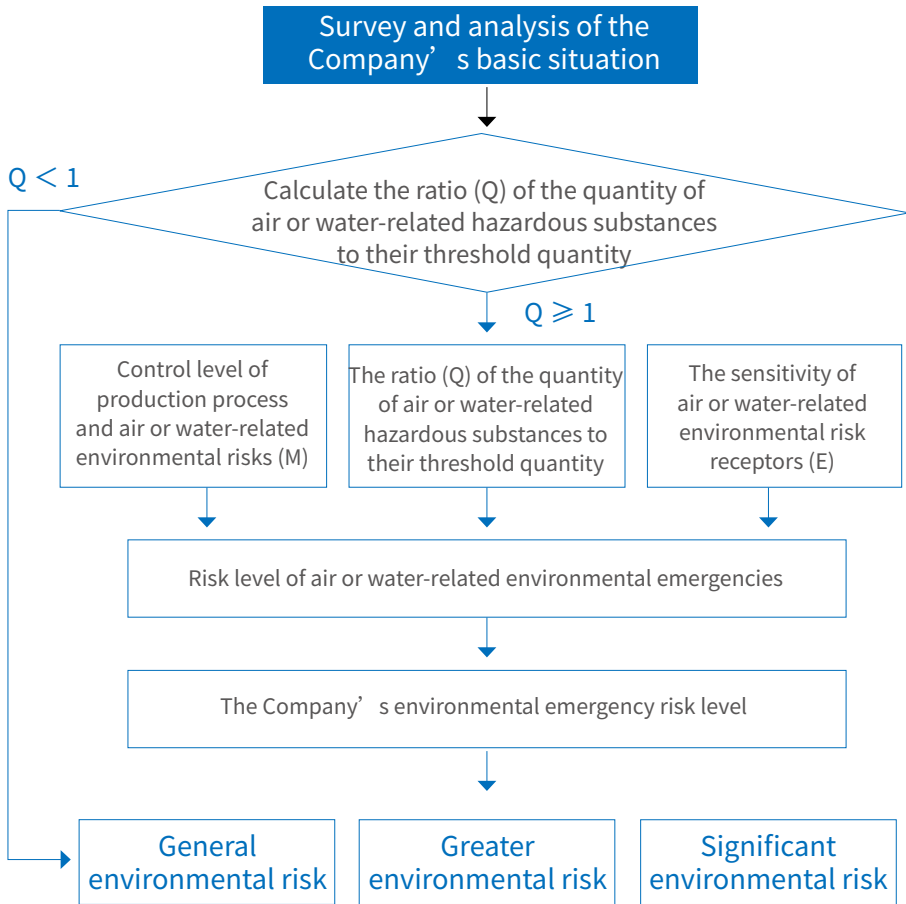 Survey and analysis of the
Company’ s basic situation
Q < 1
Calculate the ratio (Q) of the quantity of
air or water-related hazardous substances
to their threshold quantity
Q ⩾ 1
Control level of
production process
and air or water-related
environmental risks (M)
The ratio (Q) of the quantity
of air or water-related
hazardous substances to
their threshold quantity
The sensitivity of
air or water-related
environmental risk
receptors (E)
Risk level of air or water-related environmental emergencies
The Company’ s environmental emergency risk level
General
environmental risk
Greater
environmental risk
Significant
environmental risk